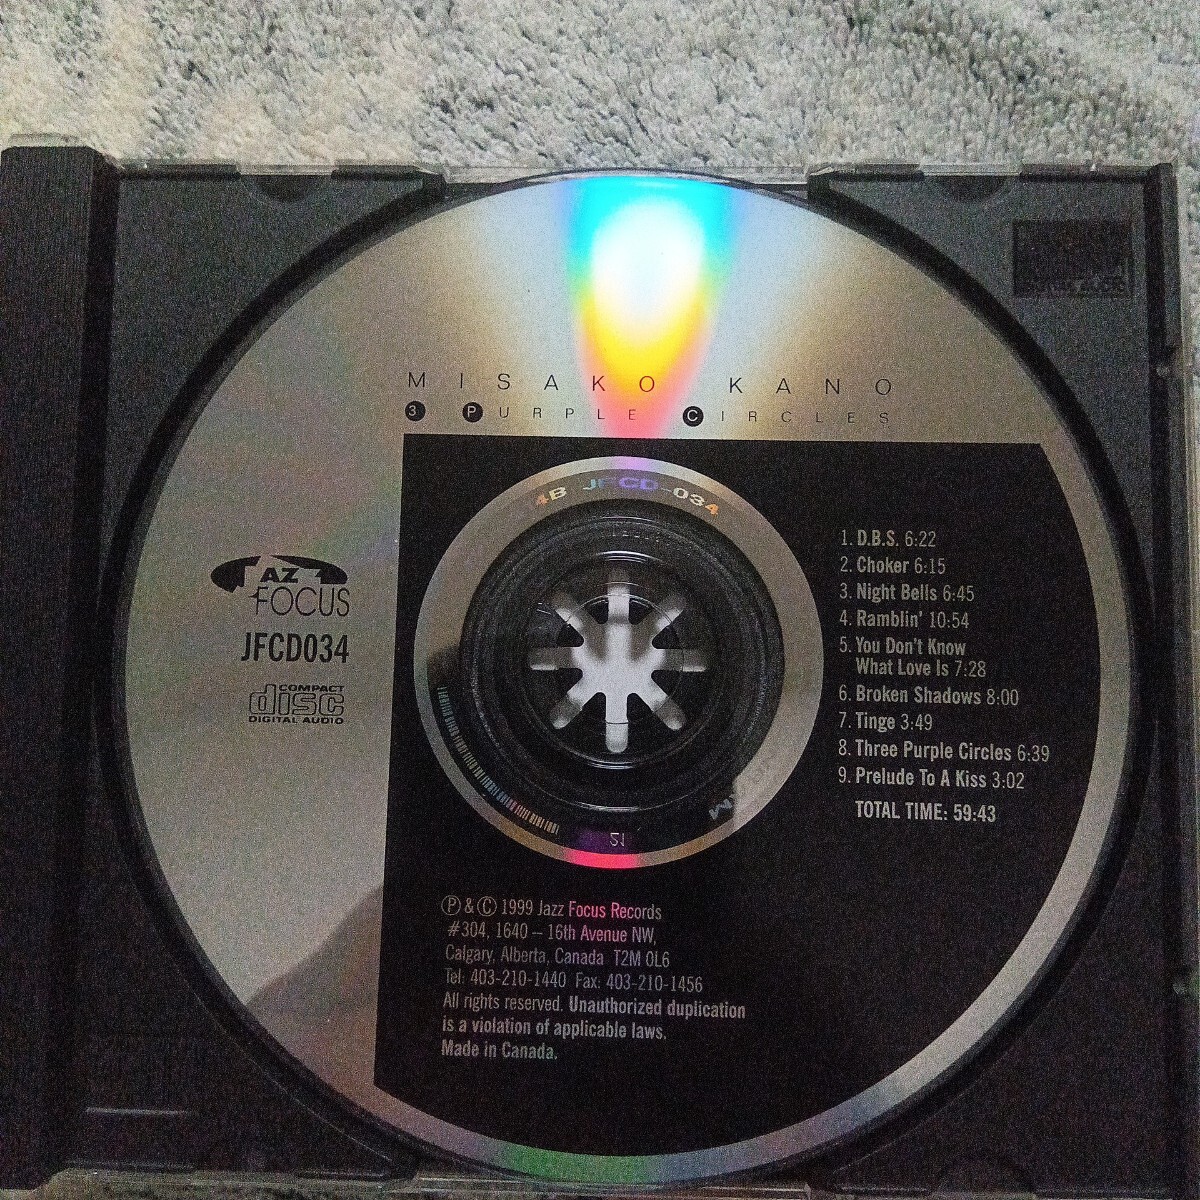 MISAKO KANO
3 PURPLE CIRCLES
4B JFCD-034
AZ
FOCUS
JFCD034
COMPACT
disc
DIGITAL AUDIO
1. D.B.S. 6:22
2. Choker 6:15
3. Night Bells 6:45
4. Ramblin' 10:54
5. You Don't Know
What Love Is 7:28
6. Broken Shadows 8:00
7. Tinge 3:49
8. Three Purple Circles 6:39
9. Prelude To A Kiss 3:02
TOTAL TIME: 59:43
Ⓟ & © 1999 Jazz Focus Records
#304, 1640 – 16th Avenue NW,
Calgary, Alberta, Canada T2M 0L6
Tel: 403-210-1440 Fax: 403-210-1456
All rights reserved. Unauthorized duplication
is a violation of applicable laws.
Made in Canada.